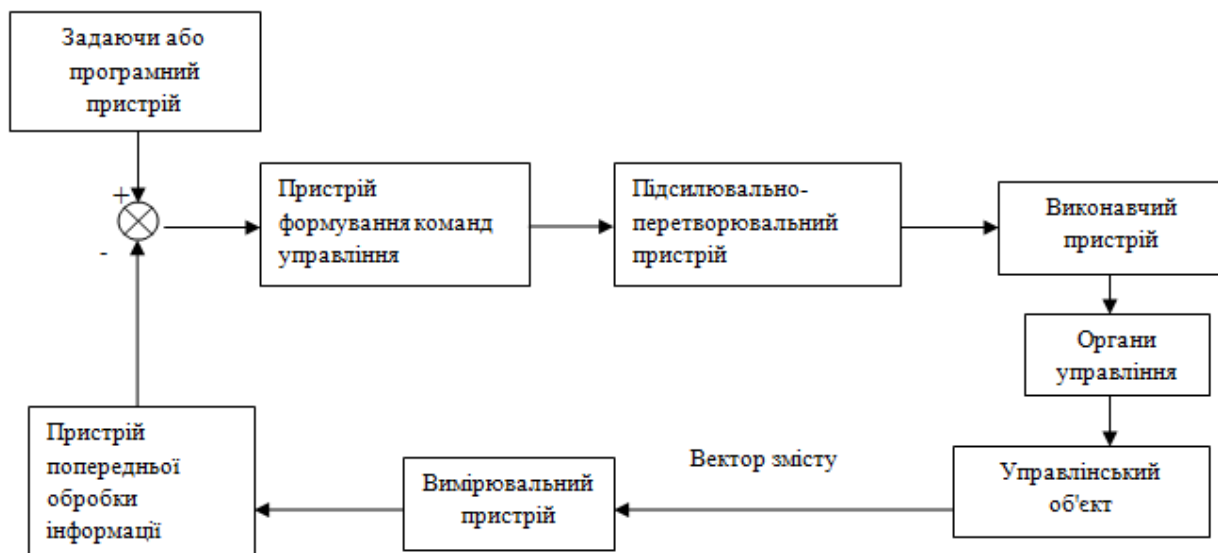 Задаючи або
програмний
пристрій
+
-
Пристрій
формування команд
управління
Підсилювально-
перетворювальний
пристрій
Виконавчий
пристрій
Органи
управління
Управлінський
об'єкт
Вектор змісту
Вимірювальний
пристрій
Пристрій
попередньої
обробки
інформації